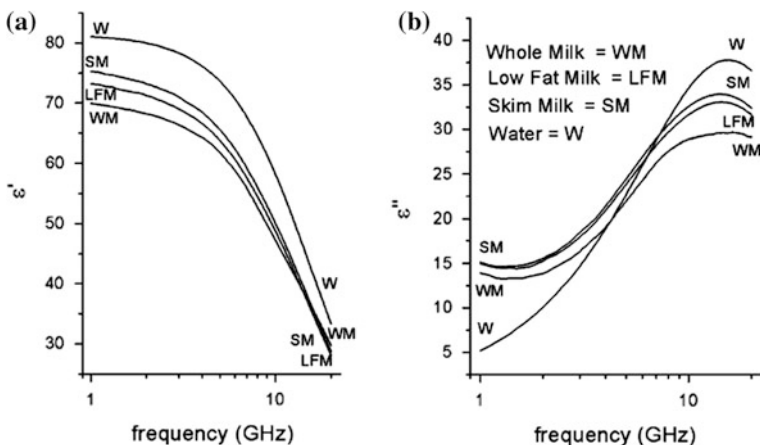 (a)
80
70
60
50
40
30
ε'
W
SM
LFM
WM
W
SM
WM
LFM
1
10
frequency (GHz)
(b)
40
35
30
25
20
15
10
5
ε"
Whole Milk = WM
Low Fat Milk = LFM
Skim Milk = SM
Water = W
W
SM
LFM
WM
SM
WM
W
1
10
frequency (GHz)